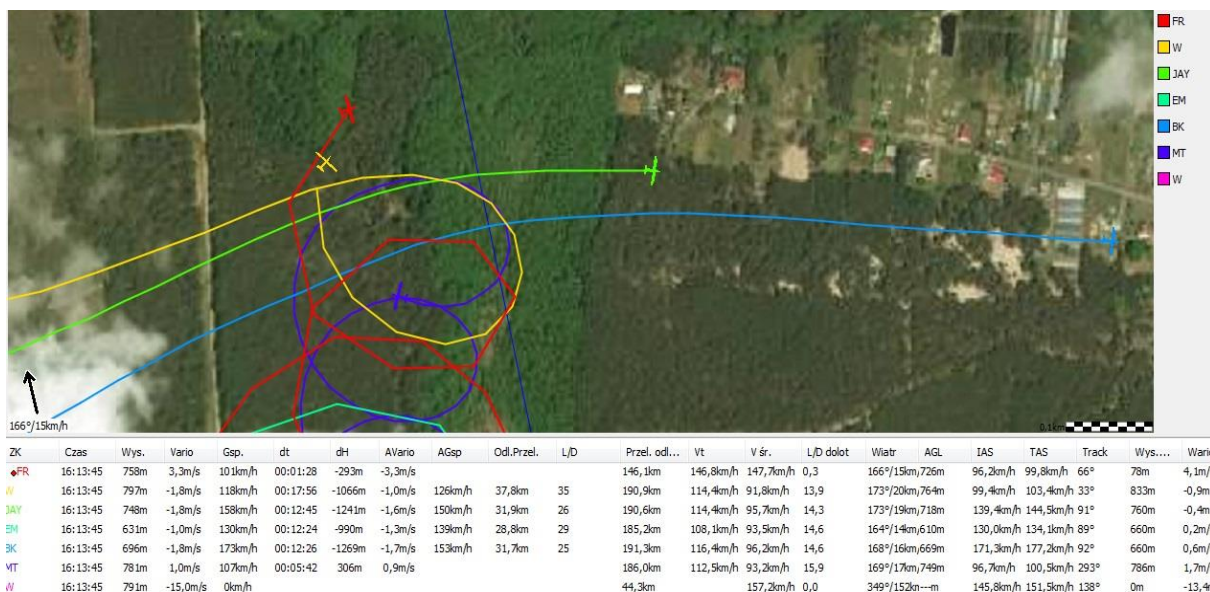 FR
W
JAY
EM
BK
MT
W
166°/15km/h
0.1km
ZK Czas Wys. Vario Gsp. dt dH AVario AGsp Odl.Przel. L/D Przel. odl... Vt V śr. L/D dolot Wiatr AGL IAS TAS Track Wys.... Wario
FR 16:13:45 758m 3,3m/s 101km/h 00:01:28 -293m -3,3m/s 146,1km 146,8km/h 147,7km/h 0,3 166°/15km, 726m 96,2km/h 99,8km/h 66° 78m 4,1m/
W 16:13:45 797m -1,8m/s 118km/h 00:17:56 -1066m -1,0m/s 126km/h 37,8km 35 190,9km 114,4km/h 91,8km/h 13,9 173°/20km, 764m 99,4km/h 103,4km/h 33° 833m -0,9m
JAY 16:13:45 748m -1,8m/s 158km/h 00:12:45 -1241m -1,6m/s 150km/h 31,9km 26 190,6km 114,4km/h 95,7km/h 14,3 173°/19km, 718m 139,4km/h 144,5km/h 91° 760m -0,4m
EM 16:13:45 631m -1,0m/s 130km/h 00:12:24 -990m -1,3m/s 139km/h 28,8km 29 185,2km 108,1km/h 93,5km/h 14,6 164°/14km, 610m 130,0km/h 134,1km/h 89° 660m 0,2m/
BK 16:13:45 696m -1,8m/s 173km/h 00:12:26 -1269m -1,7m/s 153km/h 31,7km 25 191,3km 116,4km/h 96,2km/h 14,6 168°/16km, 669m 171,3km/h 177,2km/h 92° 660m 0,6m/
MT 16:13:45 781m 1,0m/s 107km/h 00:05:42 306m 0,9m/s 186,0km 112,5km/h 93,2km/h 15,9 169°/17km, 749m 96,7km/h 100,5km/h 293° 786m 1,7m/
W 16:13:45 791m -15,0m/s 0km/h 44,3km 157,2km/h 0,0 349°/152km ---m 145,8km/h 151,5km/h 138° 0m -13,4